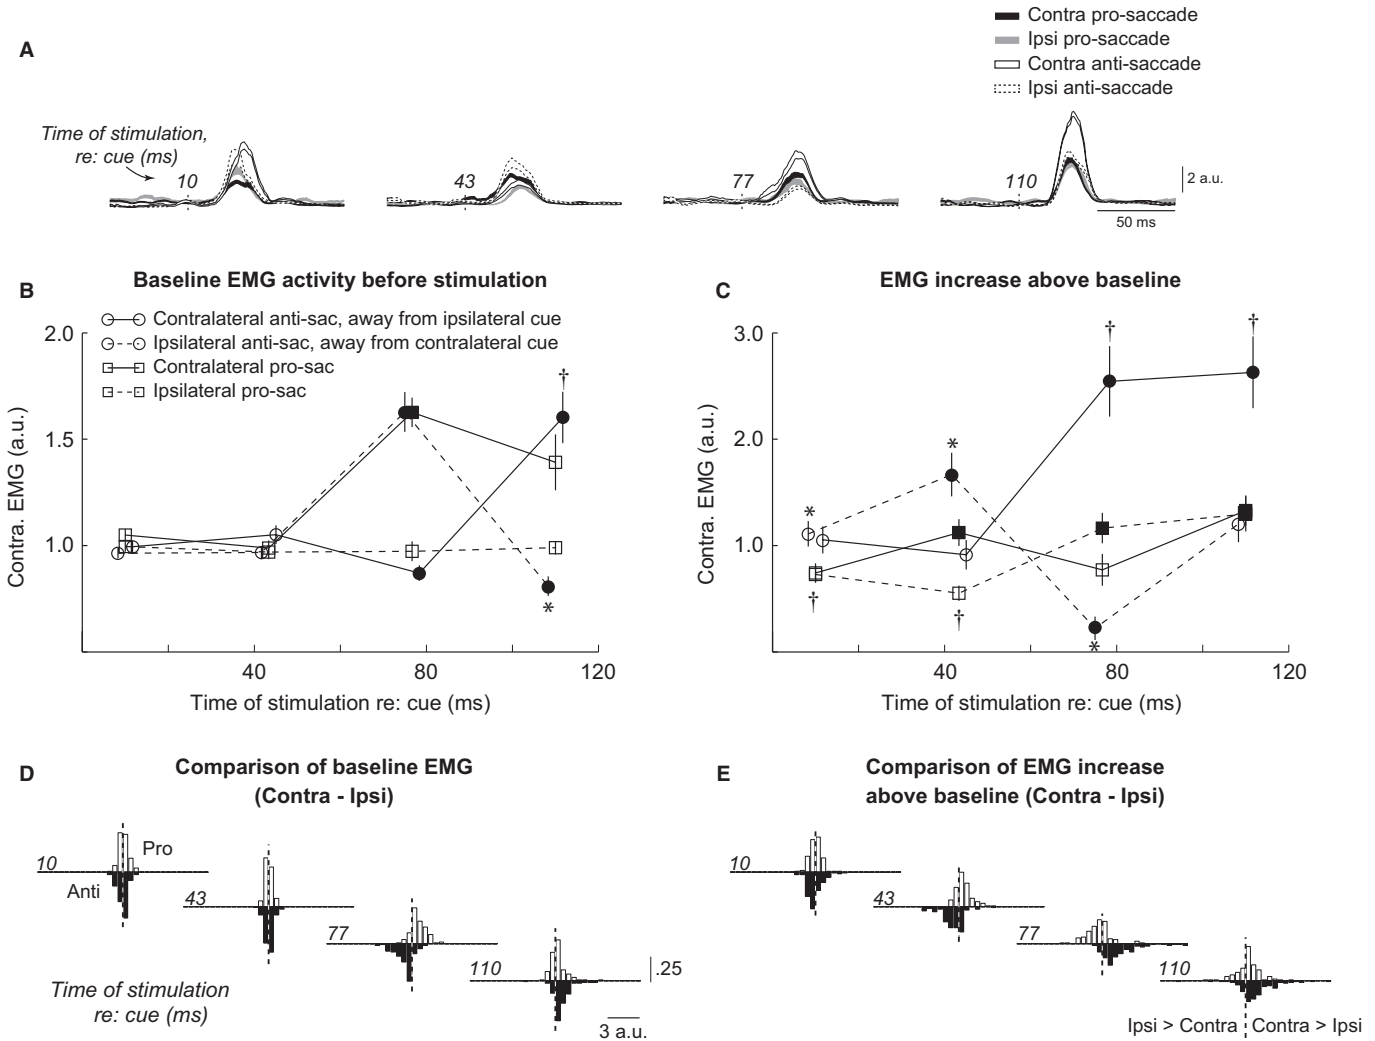 Contra pro-saccade
Ipsi pro-saccade
Contra anti-saccade
Ipsi anti-saccade
A
Time of stimulation,
re: cue (ms)
10
43
77
110
2 a.u.
50 ms
B
Baseline EMG activity before stimulation
Contralateral anti-sac, away from ipsilateral cue
Ipsilateral anti-sac, away from contralateral cue
Contralateral pro-sac
Ipsilateral pro-sac
2.0
1.5
1.0
Contra. EMG (a.u.)
†
*
40
80
120
Time of stimulation re: cue (ms)
C
EMG increase above baseline
3.0
2.0
1.0
Contra. EMG (a.u.)
*
†
*
†
†
*
†
40
80
120
Time of stimulation re: cue (ms)
D
Comparison of baseline EMG
(Contra - Ipsi)
10
Pro
Anti
43
77
110
.25
3 a.u.
Time of stimulation
re: cue (ms)
E
Comparison of EMG increase
above baseline (Contra - Ipsi)
10
43
77
110
Ipsi > Contra
Contra > Ipsi